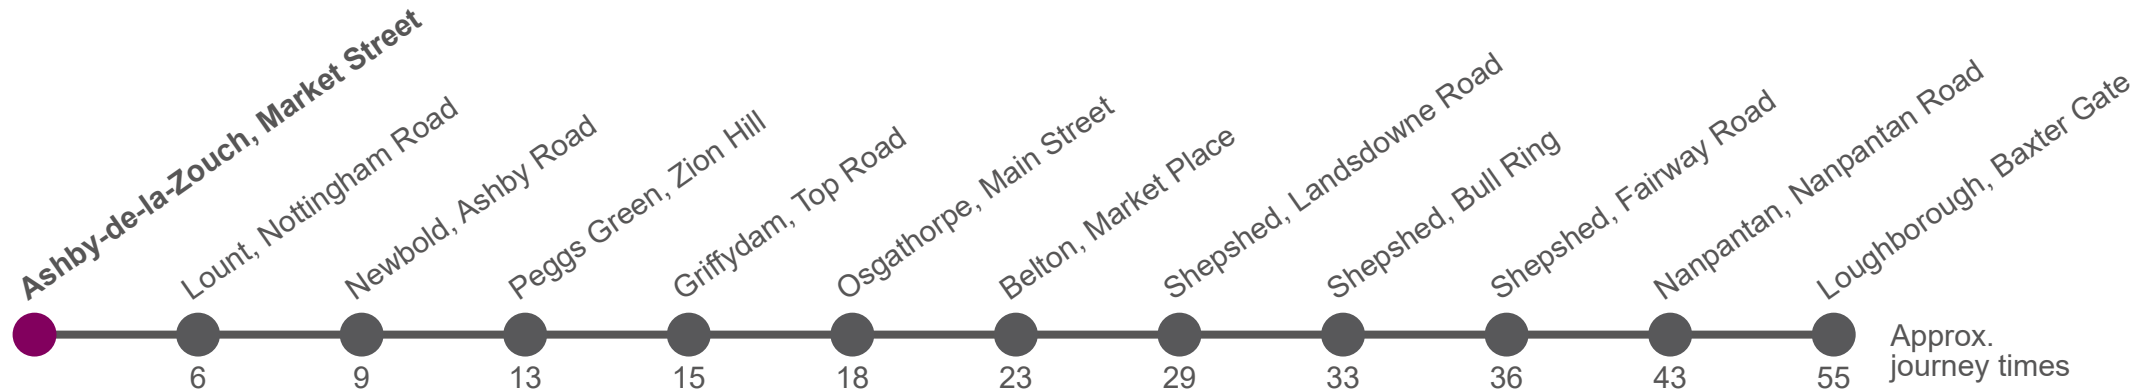 Ashby-de-la-Zouch, Market Street
Lount, Nottingham Road
Newbold, Ashby Road
Peggs Green, Zion Hill
Griffydam, Top Road
Osgathorpe, Main Street
Belton, Market Place
Shepshed, Landsdowne Road
Shepshed, Bull Ring
Shepshed, Fairway Road
Nanpantan, Nanpantan Road
Loughborough, Baxter Gate
6 9 13 15 18 23 29 33 36 43 55
Approx.
journey times